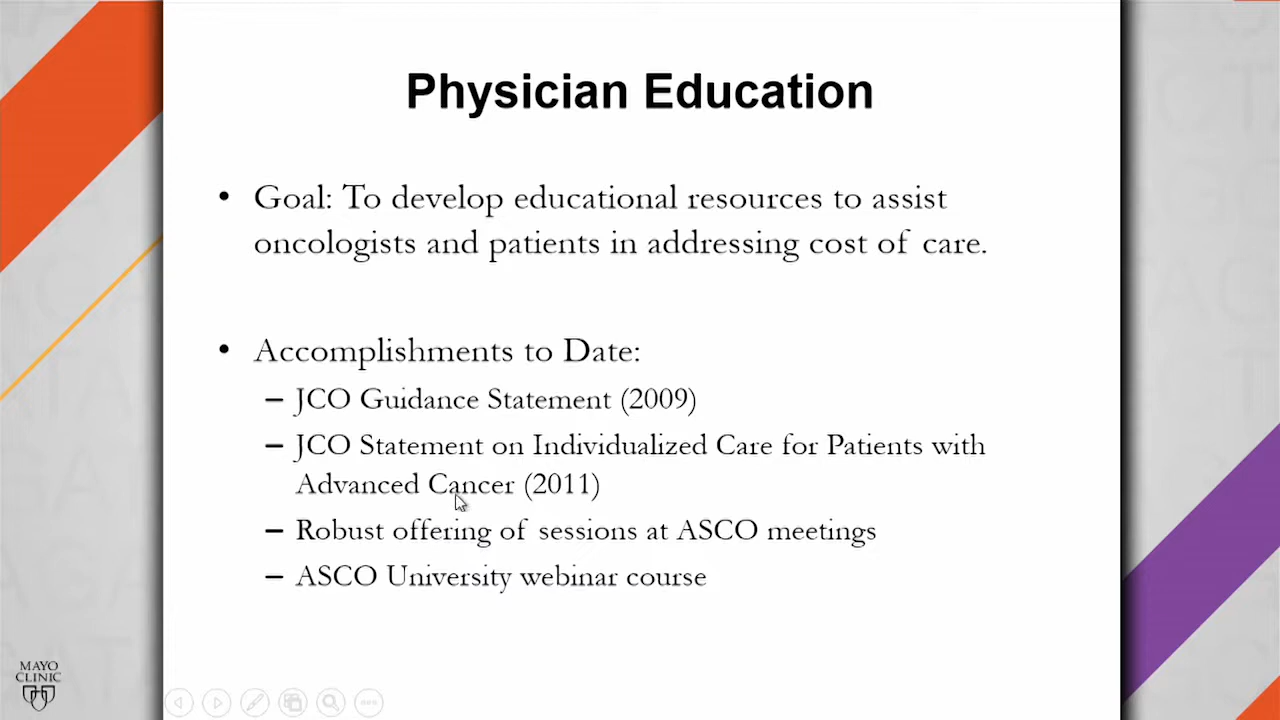 Physician Education
• Goal: To develop educational resources to assist
oncologists and patients in addressing cost of care.
• Accomplishments to Date:
– JCO Guidance Statement (2009)
– JCO Statement on Individualized Care for Patients with
Advanced Cancer (2011)
– Robust offering of sessions at ASCO meetings
– ASCO University webinar course
MAYO
CLINIC